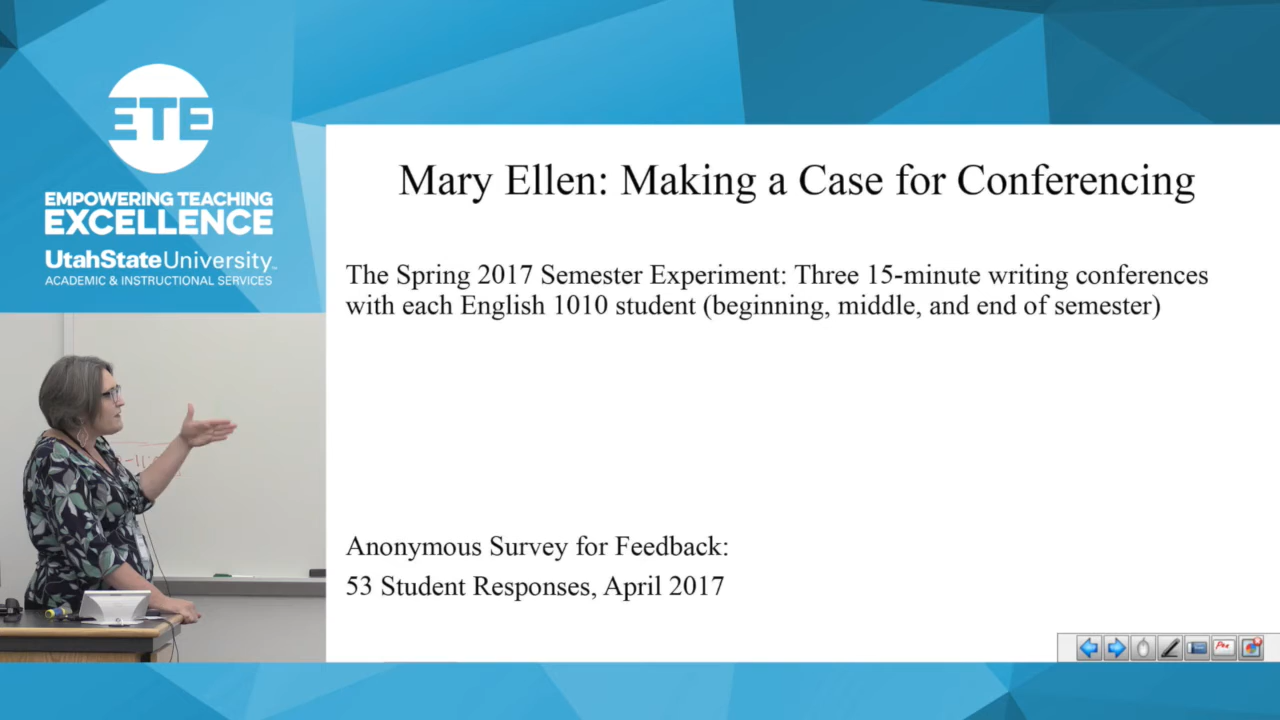 ETE
EMPOWERING TEACHING
EXCELLENCE
UtahStateUniversity™
ACADEMIC & INSTRUCTIONAL SERVICES
Mary Ellen: Making a Case for Conferencing
The Spring 2017 Semester Experiment: Three 15-minute writing conferences
with each English 1010 student (beginning, middle, and end of semester)
Anonymous Survey for Feedback:
53 Student Responses, April 2017